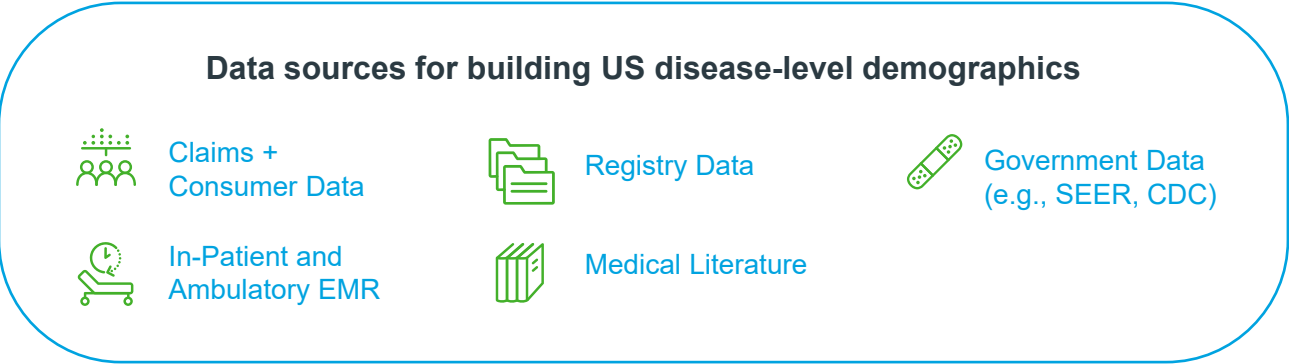 Data sources for building US disease-level demographics
Claims +
Consumer Data
Registry Data
Government Data
(e.g., SEER, CDC)
In-Patient and
Ambulatory EMR
Medical Literature